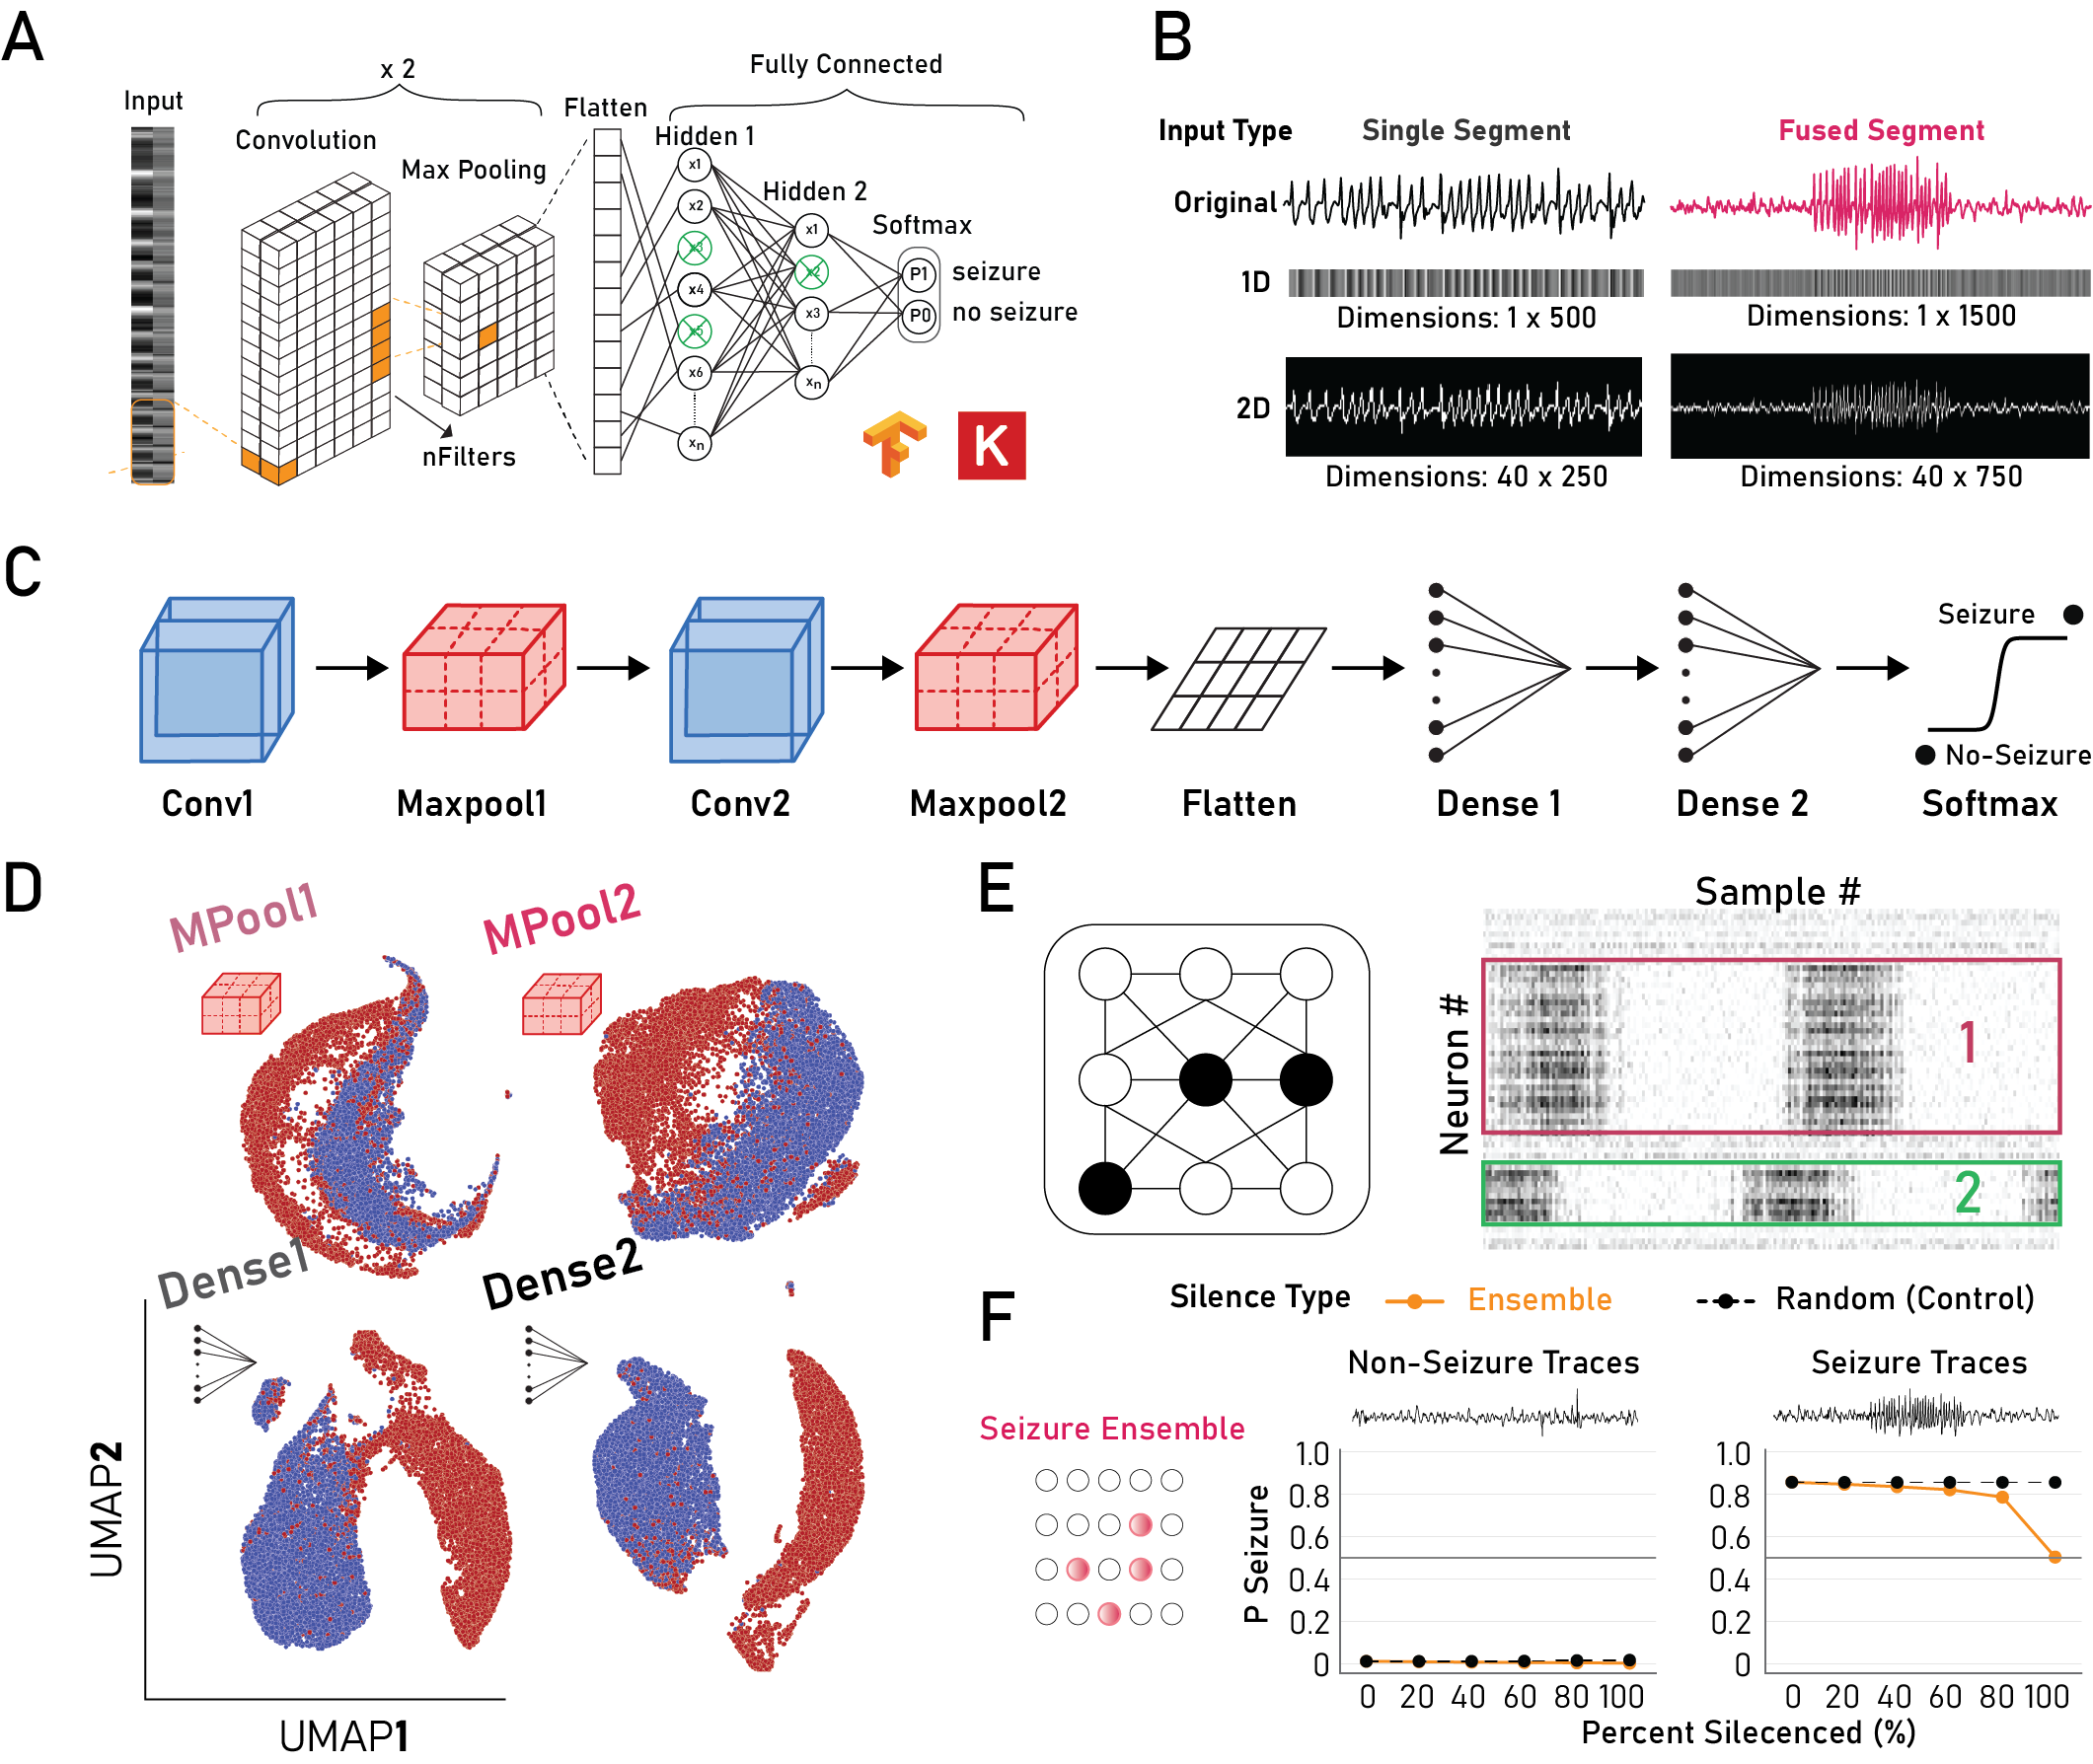 A
Input
x 2
Convolution
Max Pooling
nFilters
Flatten
Fully Connected
Hidden 1
x1
x2
x3
x4
x5
x6
xn
Hidden 2
x1
x2
x3
xn
Softmax
P1 seizure
P0 no seizure
K
B
Input Type Single Segment Fused Segment
Original
1D
Dimensions: 1 x 500 Dimensions: 1 x 1500
2D
Dimensions: 40 x 250 Dimensions: 40 x 750
C
Seizure
No-Seizure
Conv1 Maxpool1 Conv2 Maxpool2 Flatten Dense 1 Dense 2 Softmax
D
MPool1 MPool2
Dense1 Dense2
UMAP2
UMAP1
E
Sample #
Neuron #
1
2
F
Silence Type Ensemble Random (Control)
Non-Seizure Traces Seizure Traces
Seizure Ensemble
P Seizure
1.0
0.8
0.6
0.4
0.2
0
0 20 40 60 80 100
1.0
0.8
0.6
0.4
0.2
0
0 20 40 60 80 100
Percent Silecenced (%)